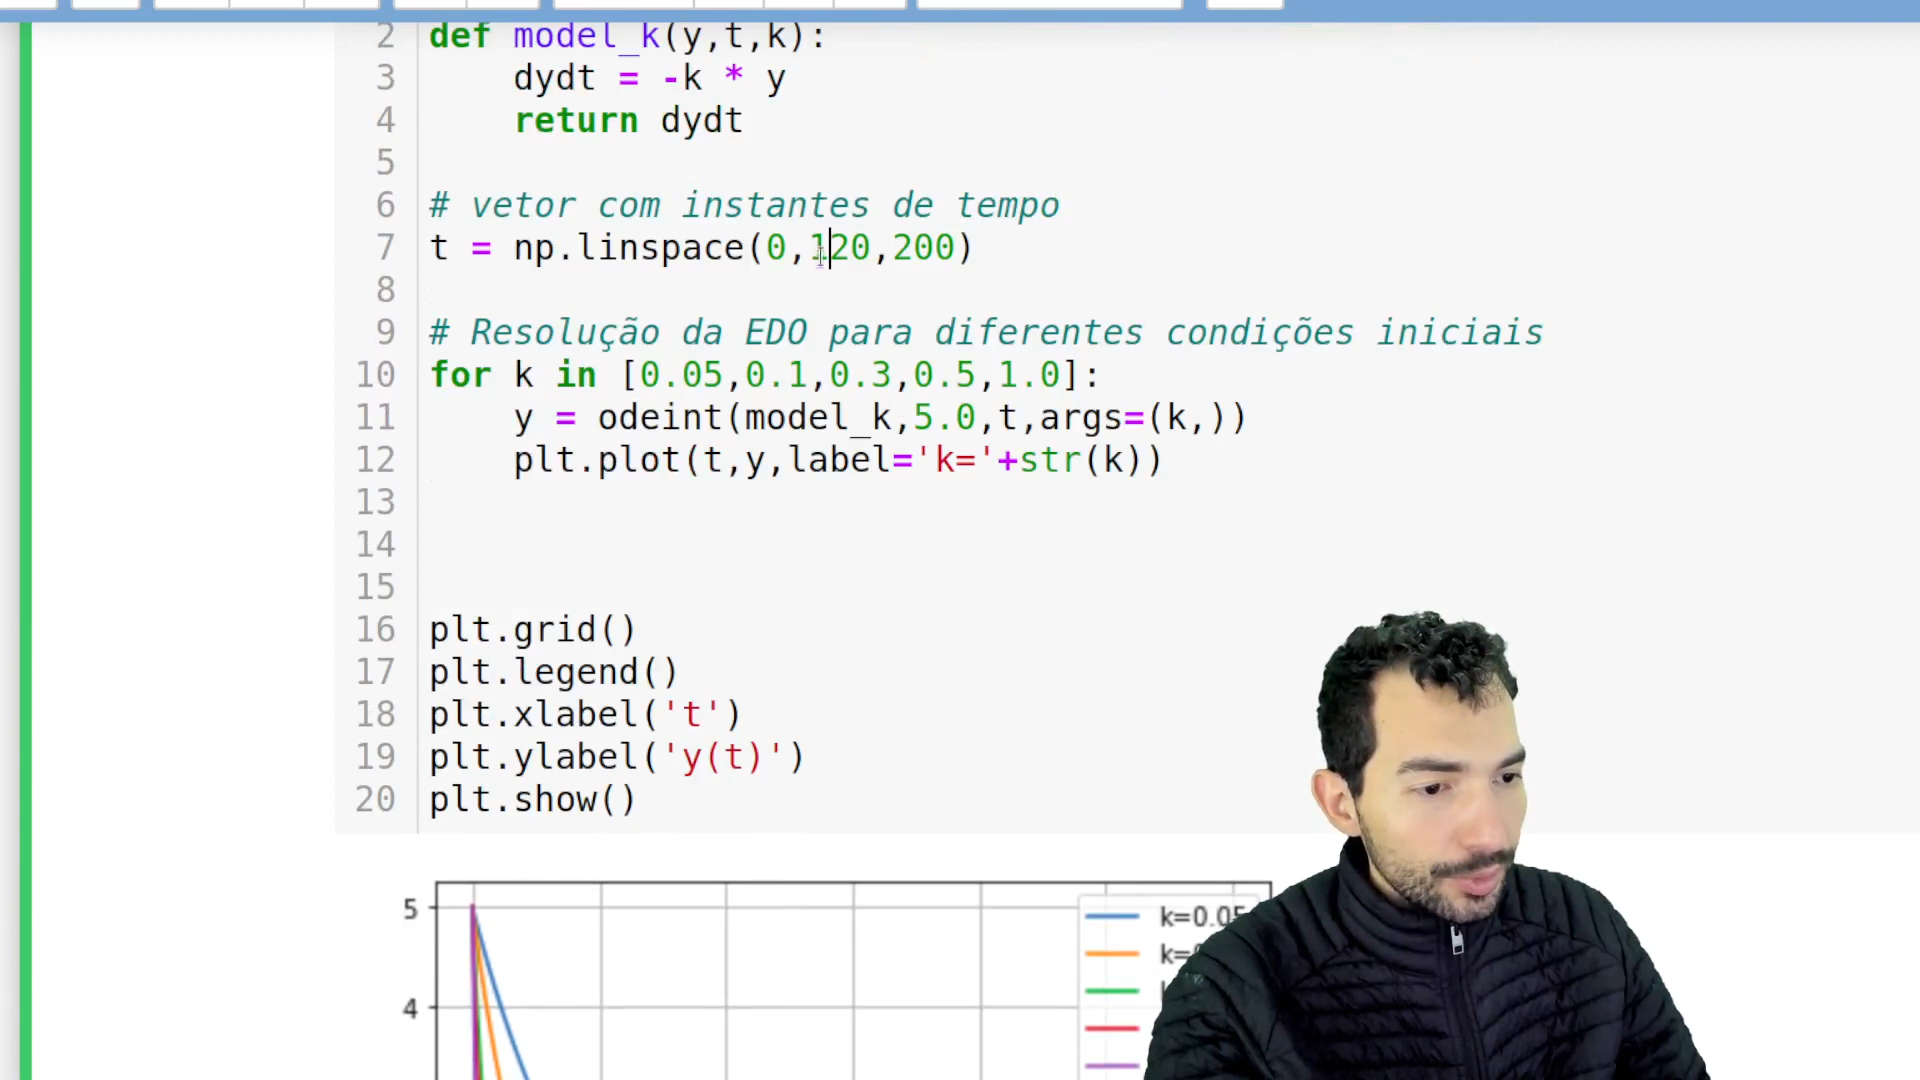 2 def model_k(y,t,k):
3 dydt = -k * y
4 return dydt
5
6 # vetor com instantes de tempo
7 t = np.linspace(0,120,200)
8
9 # Resolução da EDO para diferentes condições iniciais
10 for k in [0.05,0.1,0.3,0.5,1.0]:
11 y = odeint(model_k,5.0,t,args=(k,))
12 plt.plot(t,y,label='k='+str(k))
13
14
15
16 plt.grid()
17 plt.legend()
18 plt.xlabel('t')
19 plt.ylabel('y(t)')
20 plt.show()
5
k=0.05
4